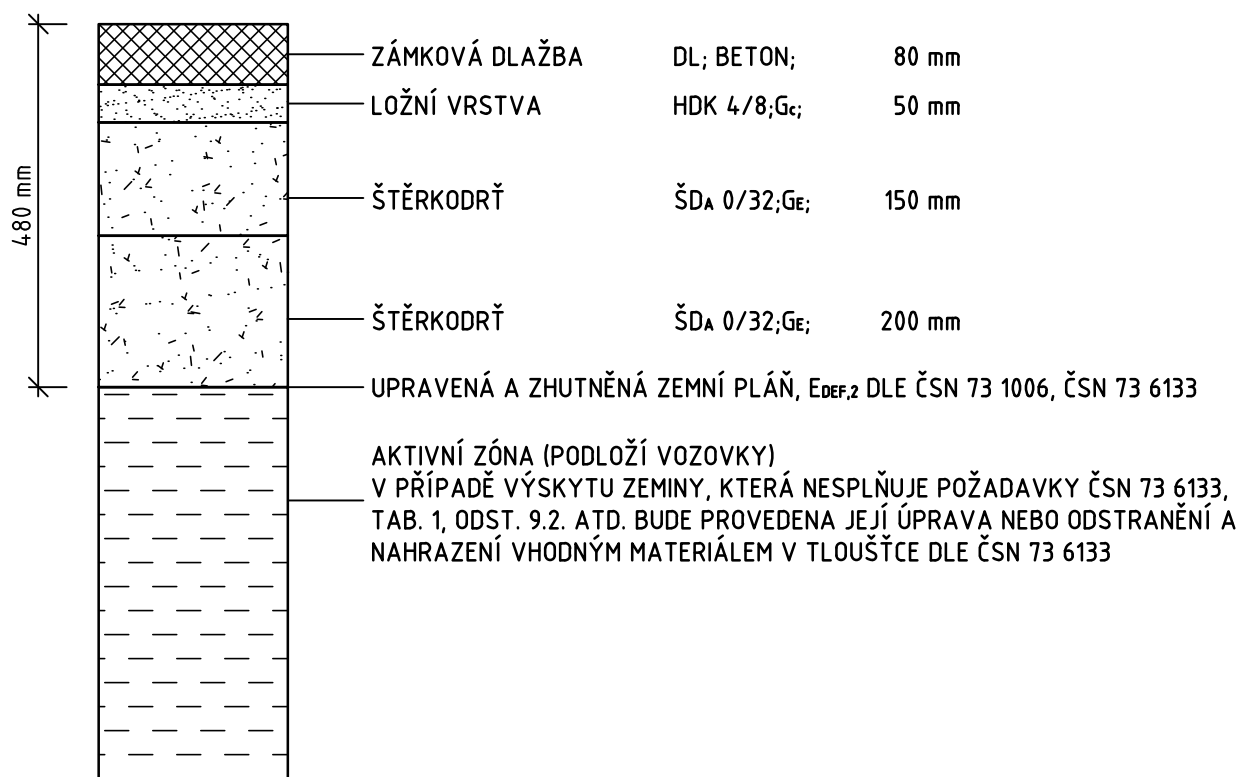 ZÁMKOVÁ DLAŽBA DL; BETON; 80 mm
LOŽNÍ VRSTVA HDK 4/8;Gc; 50 mm
480 mm
ŠTĚRKODRŤ ŠDA 0/32;GE; 150 mm
ŠTĚRKODRŤ ŠDA 0/32;GE; 200 mm
UPRAVENÁ A ZHUTNĚNÁ ZEMNÍ PLÁŇ, EDEF,2 DLE ČSN 73 1006, ČSN 73 6133
AKTIVNÍ ZÓNA (PODLOŽÍ VOZOVKY)
V PŘÍPADĚ VÝSKYTU ZEMINY, KTERÁ NESPLŇUJE POŽADAVKY ČSN 73 6133,
TAB. 1, ODST. 9.2. ATD. BUDE PROVEDENA JEJÍ ÚPRAVA NEBO ODSTRANĚNÍ A
NAHRAZENÍ VHODNÝM MATERIÁLEM V TLOUŠŤCE DLE ČSN 73 6133